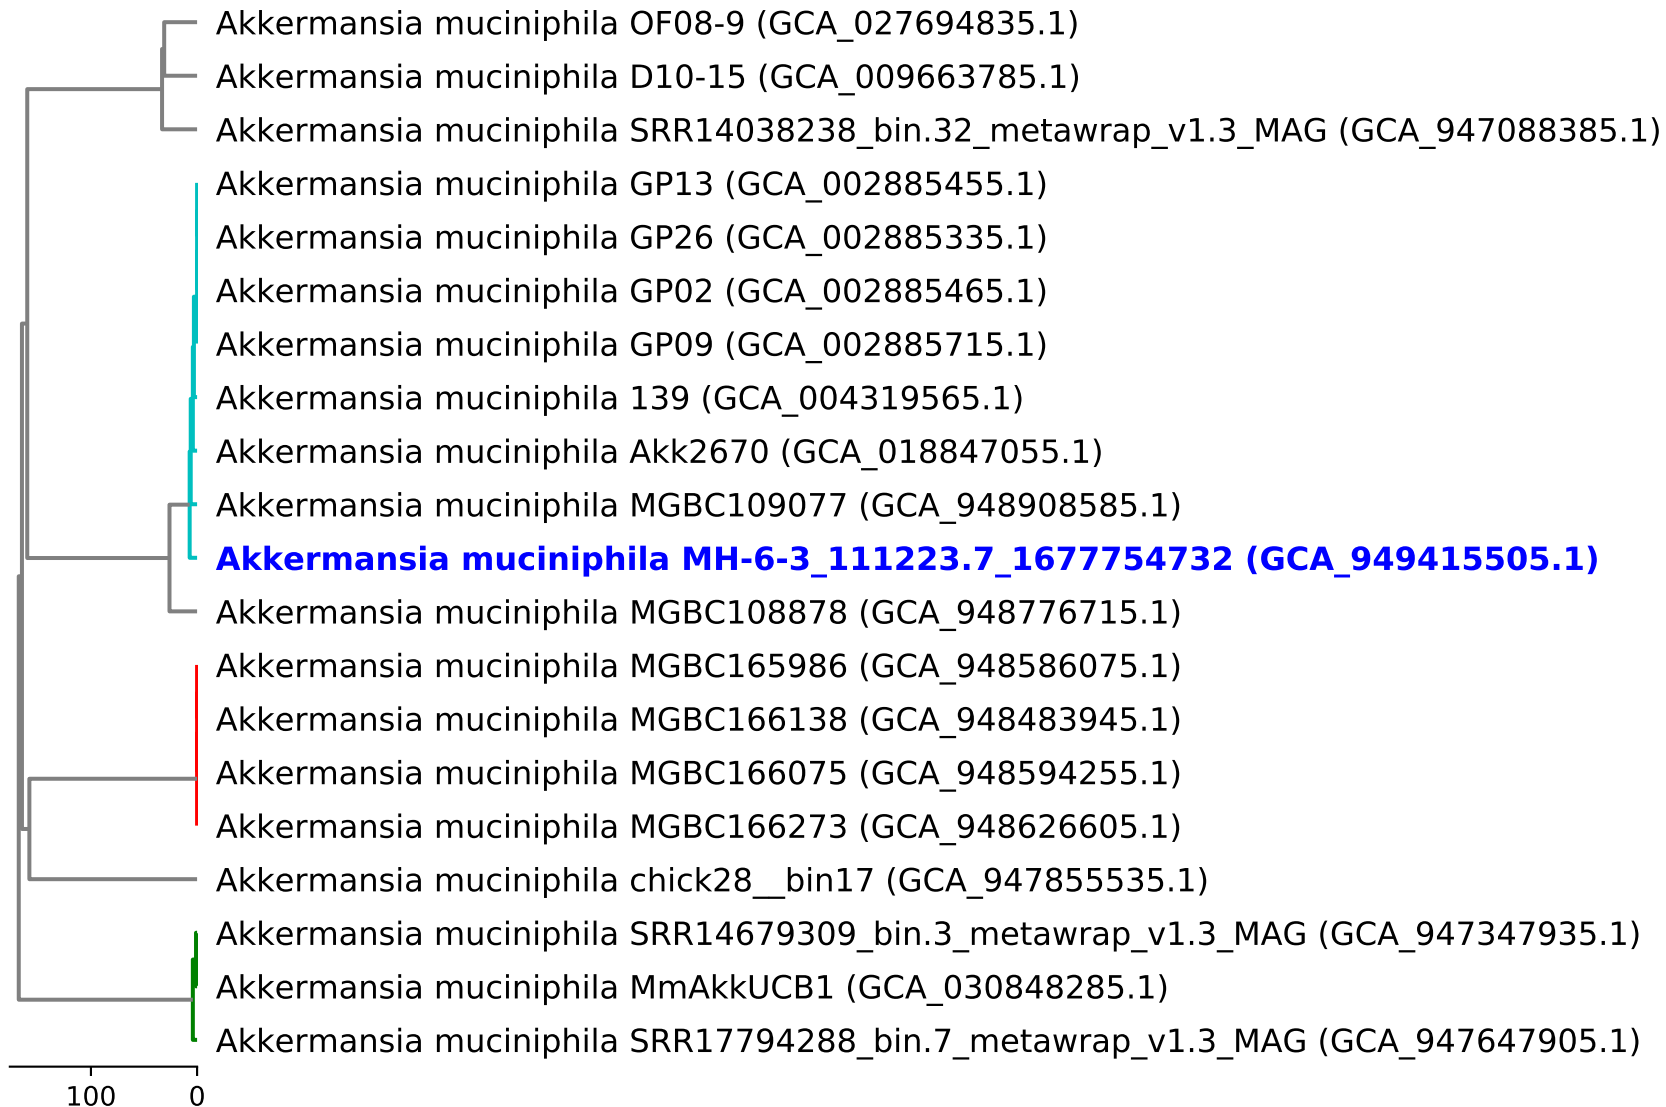 Akkermansia muciniphila OF08-9 (GCA_027694835.1)
Akkermansia muciniphila D10-15 (GCA_009663785.1)
Akkermansia muciniphila SRR14038238_bin.32_metawrap_v1.3_MAG (GCA_947088385.1)
Akkermansia muciniphila GP13 (GCA_002885455.1)
Akkermansia muciniphila GP26 (GCA_002885335.1)
Akkermansia muciniphila GP02 (GCA_002885465.1)
Akkermansia muciniphila GP09 (GCA_002885715.1)
Akkermansia muciniphila 139 (GCA_004319565.1)
Akkermansia muciniphila Akk2670 (GCA_018847055.1)
Akkermansia muciniphila MGBC109077 (GCA_948908585.1)
Akkermansia muciniphila MH-6-3_111223.7_1677754732 (GCA_949415505.1)
Akkermansia muciniphila MGBC108878 (GCA_948776715.1)
Akkermansia muciniphila MGBC165986 (GCA_948586075.1)
Akkermansia muciniphila MGBC166138 (GCA_948483945.1)
Akkermansia muciniphila MGBC166075 (GCA_948594255.1)
Akkermansia muciniphila MGBC166273 (GCA_948626605.1)
Akkermansia muciniphila chick28__bin17 (GCA_947855535.1)
Akkermansia muciniphila SRR14679309_bin.3_metawrap_v1.3_MAG (GCA_947347935.1)
Akkermansia muciniphila MmAkkUCB1 (GCA_030848285.1)
Akkermansia muciniphila SRR17794288_bin.7_metawrap_v1.3_MAG (GCA_947647905.1)
100 0